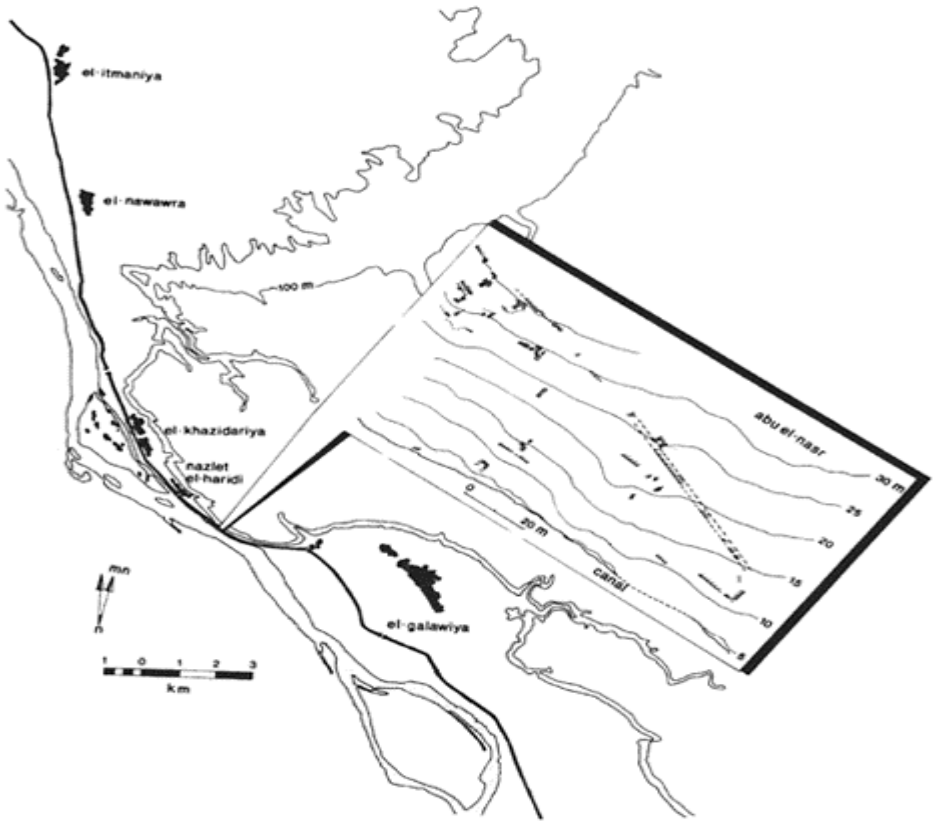 el·itmaniya
el·nawawra
100 m
el·khazidariya
nazlet
el·haridi
abu el·nasr
30 m
25
20
15
10
5
0
20 m
canal
mn
n
el·galawiya
1 0 1 2 3
km